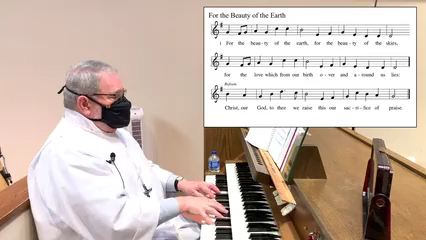 For the Beauty of the Earth
1 For the beau-ty of the earth, for the beau-ty of the skies,
for the love which from our birth o-ver and a-round us lies:
Refrain
Christ, our God, to thee we raise this our sac-ri-fice of praise.